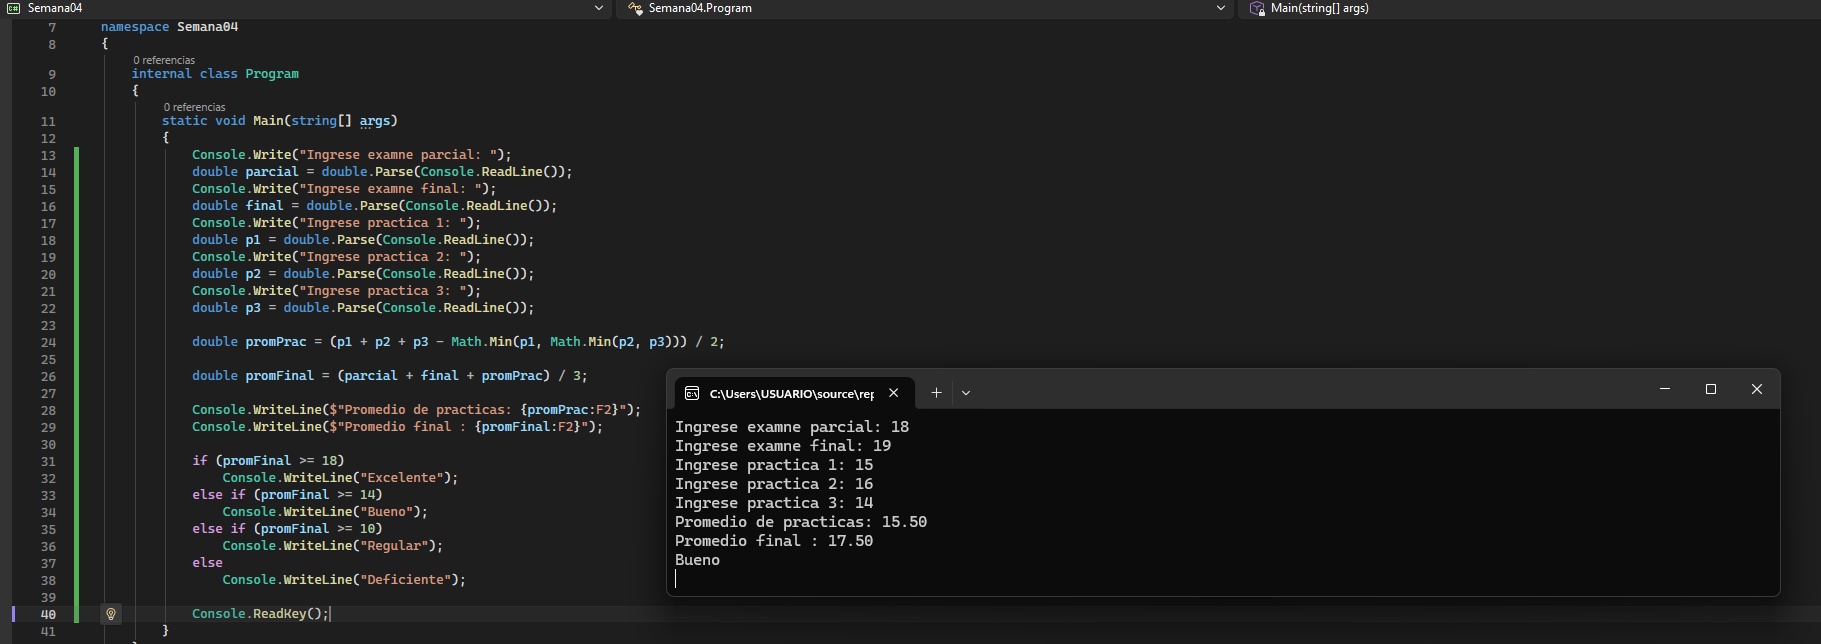 Semana04 Semana04.Program Main(string[] args)
7 namespace Semana04
8 {
0 referencias
9 internal class Program
10 {
0 referencias
11 static void Main(string[] args)
12 {
13 Console.Write("Ingrese examne parcial: ");
14 double parcial = double.Parse(Console.ReadLine());
15 Console.Write("Ingrese examne final: ");
16 double final = double.Parse(Console.ReadLine());
17 Console.Write("Ingrese practica 1: ");
18 double p1 = double.Parse(Console.ReadLine());
19 Console.Write("Ingrese practica 2: ");
20 double p2 = double.Parse(Console.ReadLine());
21 Console.Write("Ingrese practica 3: ");
22 double p3 = double.Parse(Console.ReadLine());
23
24 double promPrac = (p1 + p2 + p3 - Math.Min(p1, Math.Min(p2, p3))) / 2;
25
26 double promFinal = (parcial + final + promPrac) / 3;
27
28 Console.WriteLine($"Promedio de practicas: {promPrac:F2}");
29 Console.WriteLine($"Promedio final : {promFinal:F2}");
30
31 if (promFinal >= 18)
32 Console.WriteLine("Excelente");
33 else if (promFinal >= 14)
34 Console.WriteLine("Bueno");
35 else if (promFinal >= 10)
36 Console.WriteLine("Regular");
37 else
38 Console.WriteLine("Deficiente");
39
40 Console.ReadKey();
41 }
C:\Users\USUARIO\source\rep
Ingrese examne parcial: 18
Ingrese examne final: 19
Ingrese practica 1: 15
Ingrese practica 2: 16
Ingrese practica 3: 14
Promedio de practicas: 15.50
Promedio final : 17.50
Bueno